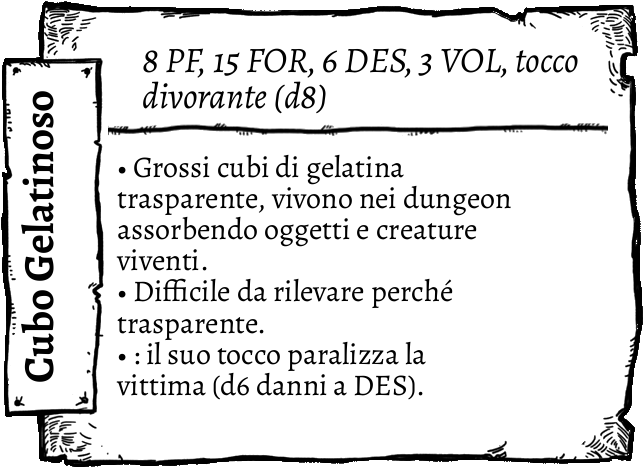 Cubo Gelatinoso
8 PF, 15 FOR, 6 DES, 3 VOL, tocco
divorante (d8)
• Grossi cubi di gelatina
trasparente, vivono nei dungeon
assorbendo oggetti e creature
viventi.
• Difficile da rilevare perché
trasparente.
• : il suo tocco paralizza la
vittima (d6 danni a DES).